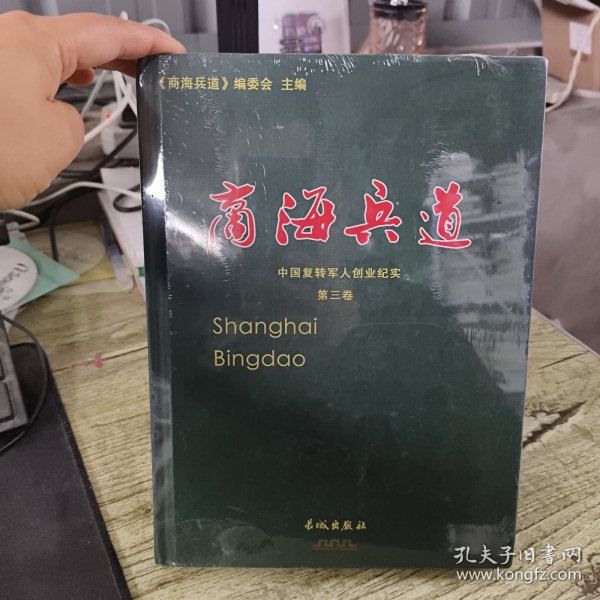 《商海兵道》编委会 主编
商海兵道
中国复转军人创业纪实
第三卷
Shanghai
Bingdao
长城出版社
孔夫子旧书网
www.kongfz.com